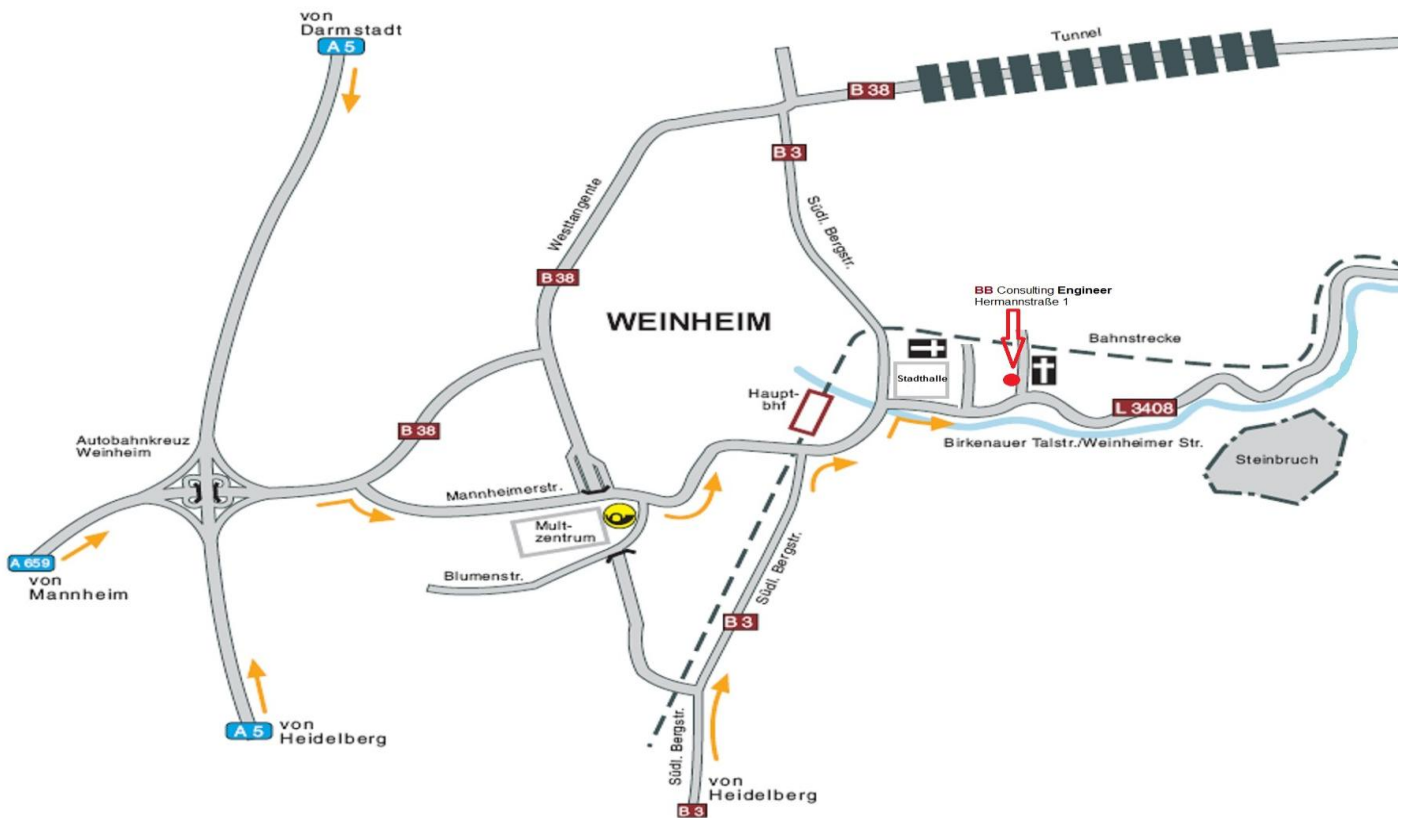 von
Darmstadt
A 5
Tunnel
B 38
B 3
Westtangente
Südl. Bergstr.
B 38
BB Consulting Engineer
Hermannstraße 1
WEINHEIM
Bahnstrecke
Stadthalle
Haupt-
bhf
L 3408
B 38
Autobahnkreuz
Weinheim
Birkenauer Talstr./Weinheimer Str.
Steinbruch
Mannheimerstr.
Mult-
zentrum
A 659
von
Mannheim
Blumenstr.
Südl. Bergstr.
B 3
A 5
von
Heidelberg
Südl. Bergstr.
von
Heidelberg
B 3